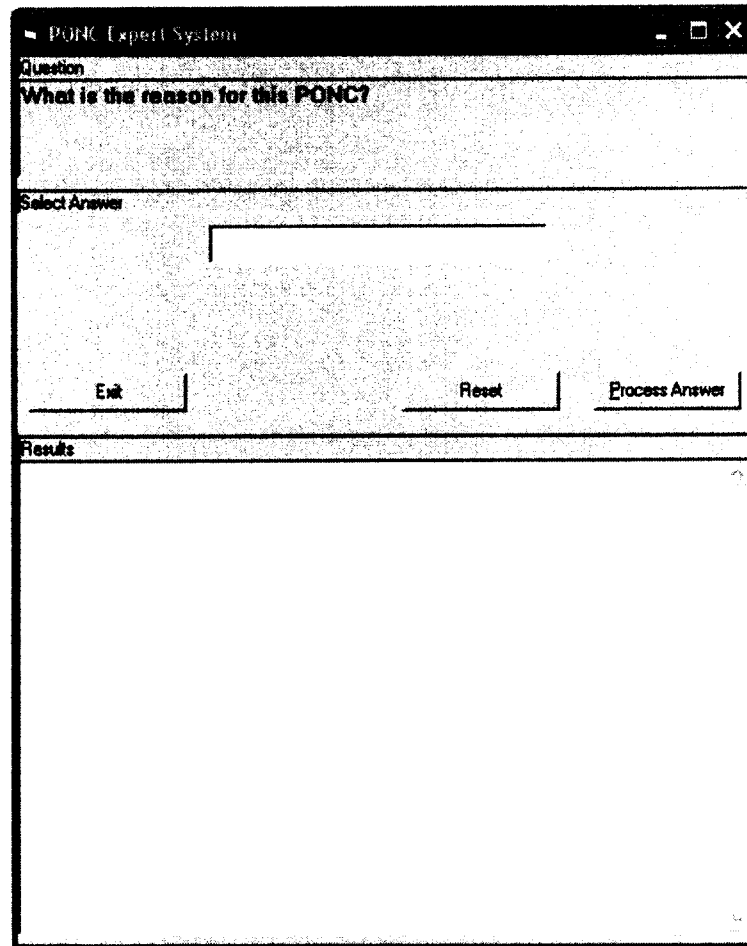 PONC Expert System
Question
What is the reason for this PONC?
Select Answer
Exit Reset Process Answer
Results